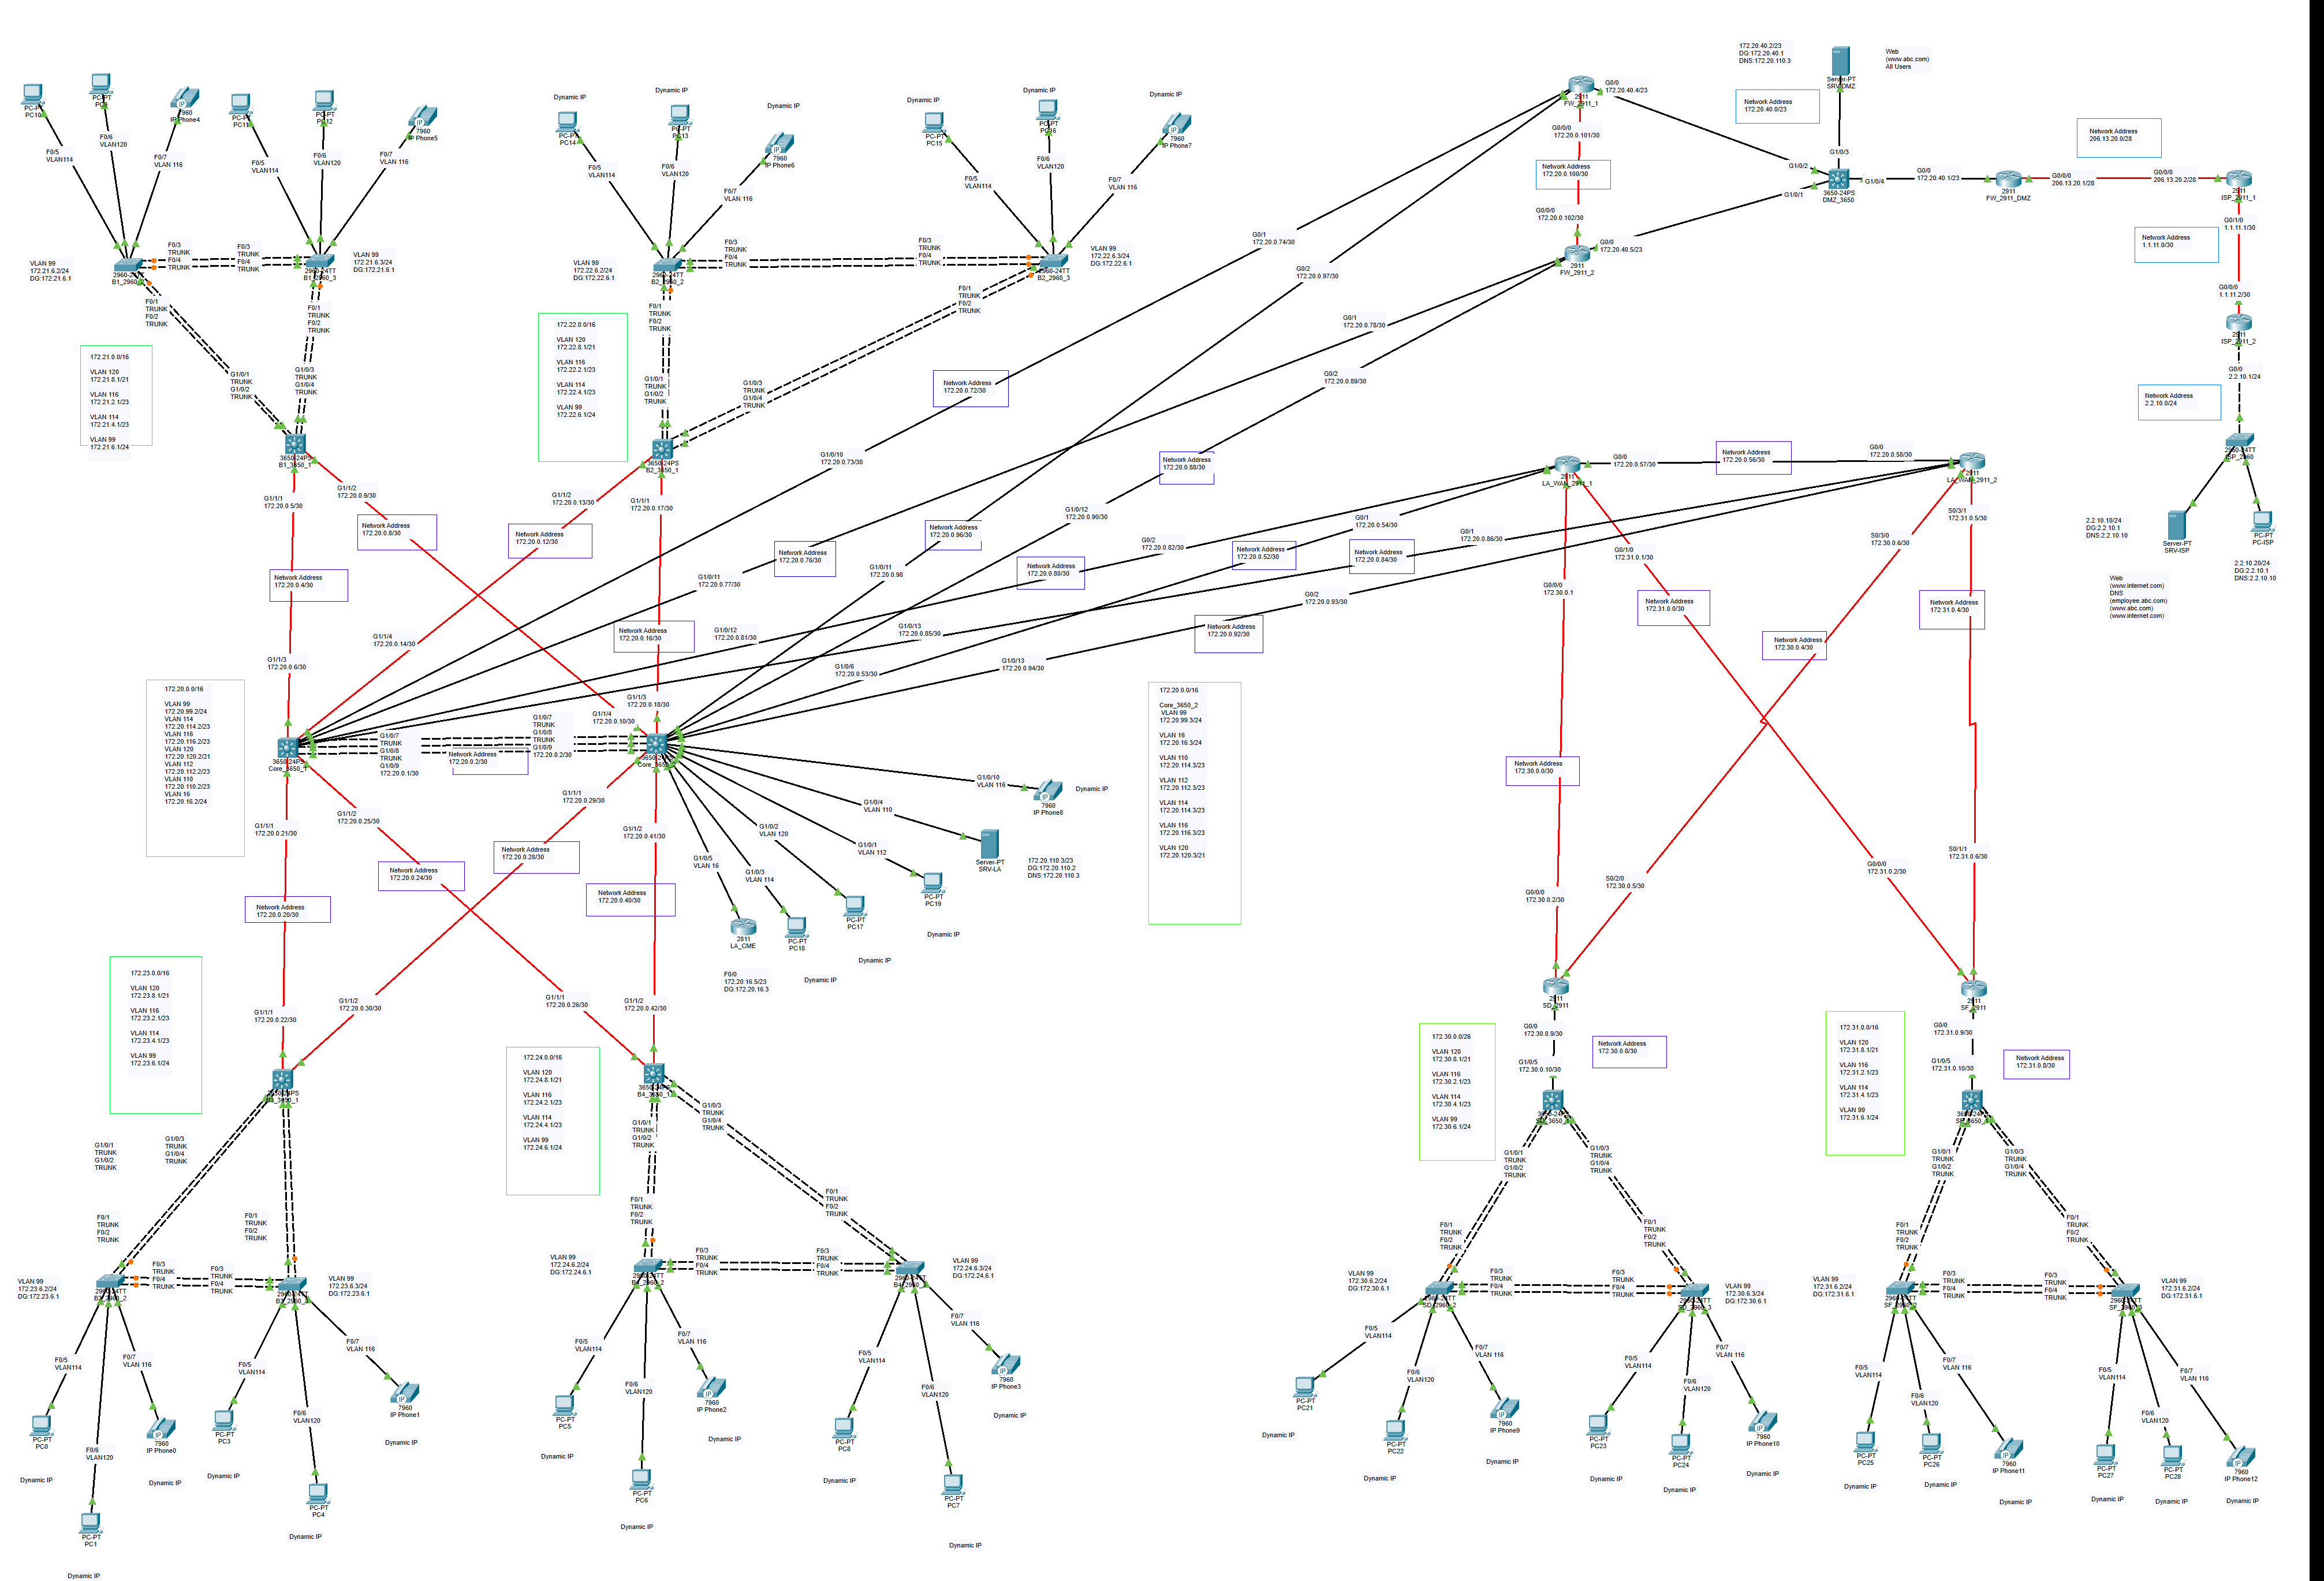 PC-PT
PC10
PC-PT
7960
IP Phone4
PC-PT
PC11
PC-PT
PC12
7960
IP Phone5
F0/5
VLAN114
F0/6
VLAN120
F0/7
VLAN 116
F0/5
VLAN114
F0/6
VLAN120
F0/7
VLAN 116
VLAN 99
172.21.6.2/24
DG:172.21.6.1
F0/3
TRUNK
F0/4
TRUNK
F0/3
TRUNK
F0/4
TRUNK
VLAN 99
172.21.6.3/24
DG:172.21.6.1
2960-24TT
2960-24TT
F0/1
TRUNK
F0/2
TRUNK
F0/1
TRUNK
F0/2
TRUNK
172.21.0.0/16
VLAN 120
172.21.8.1/21
VLAN 116
172.21.2.1/23
VLAN 114
172.21.4.1/23
VLAN 99
172.21.6.1/24
G1/0/1
TRUNK
G1/0/2
TRUNK
G1/0/3
TRUNK
G1/0/4
TRUNK
3650-24PS
B1_3650_1
G1/1/1
172.20.0.5/30
G1/1/2
172.20.0.9/30
Network Address
172.20.0.8/30
Network Address
172.20.0.4/30
G1/1/3
172.20.0.6/30
Dynamic IP
Dynamic IP
Dynamic IP
Dynamic IP
Dynamic IP
Dynamic IP
PC-PT
PC14
PC-PT
PC13
7960
IP Phone6
PC-PT
PC15
PC-PT
PC16
7960
IP Phone7
F0/5
VLAN114
F0/6
VLAN120
F0/7
VLAN 116
F0/5
VLAN114
F0/6
VLAN120
F0/7
VLAN 116
VLAN 99
172.22.6.2/24
DG:172.22.6.1
F0/3
TRUNK
F0/4
TRUNK
F0/3
TRUNK
F0/4
TRUNK
VLAN 99
172.22.6.3/24
DG:172.22.6.1
2960-24TT
B2_2960_2
2960-24TT
B2_2960_3
F0/1
TRUNK
F0/2
TRUNK
F0/1
TRUNK
F0/2
TRUNK
172.22.0.0/16
VLAN 120
172.22.8.1/21
VLAN 116
172.22.2.1/23
VLAN 114
172.22.4.1/23
VLAN 99
172.22.6.1/24
G1/0/1
TRUNK
G1/0/2
TRUNK
G1/0/3
TRUNK
G1/0/4
TRUNK
3650-24PS
B2_3650_1
G1/1/2
172.20.0.13/30
G1/1/1
172.20.0.17/30
Network Address
172.20.0.12/30
Network Address
172.20.0.16/30
G1/1/4
172.20.0.14/30
G1/1/3
172.20.0.18/30
G1/1/4
172.20.0.10/30
G0/1
172.20.0.74/30
G0/2
172.20.0.97/30
G0/1
172.20.0.78/30
G0/2
172.20.0.89/30
Network Address
172.20.0.72/30
Network Address
172.20.0.88/30
Network Address
172.20.0.96/30
Network Address
172.20.0.76/30
G1/0/10
172.20.0.73/30
G1/0/11
172.20.0.77/30
G1/0/11
172.20.0.98
G1/0/12
172.20.0.90/30
G0/2
172.20.0.82/30
G0/1
172.20.0.54/30
G0/1
172.20.0.86/30
G0/2
172.20.0.93/30
Network Address
172.20.0.80/30
Network Address
172.20.0.52/30
Network Address
172.20.0.84/30
Network Address
172.20.0.92/30
G1/0/12
172.20.0.81/30
G1/0/13
172.20.0.85/30
G1/0/6
172.20.0.53/30
G1/0/13
172.20.0.94/30
2911
FW_2911_1
G0/0
172.20.40.4/23
G0/0/0
172.20.0.101/30
Network Address
172.20.0.100/30
G0/0/0
172.20.0.102/30
2911
FW_2911_2
G0/0
172.20.40.5/23
172.20.40.2/23
DG:172.20.40.1
DNS:172.20.110.3
Server-PT
SRV-DMZ
Web
(www.abc.com)
All Users
Network Address
172.20.40.0/23
G1/0/3
G1/0/2
G1/0/1
G1/0/4
3650-24PS
DMZ_3650
G0/0
172.20.40.1/23
2911
FW_2911_DMZ
G0/0/0
206.13.20.1/28
Network Address
206.13.20.0/28
G0/0/0
206.13.20.2/28
2911
ISP_2911_1
G0/1/0
1.1.11.1/30
Network Address
1.1.11.0/30
G0/0/0
1.1.11.2/30
2911
ISP_2911_2
G0/0
2.2.10.1/24
Network Address
2.2.10.0/24
2960-24TT
ISP_2960
2.2.10.10/24
DG:2.2.10.1
DNS:2.2.10.10
Server-PT
SRV-ISP
PC-PT
PC-ISP
2.2.10.20/24
DG:2.2.10.1
DNS:2.2.10.10
Web
(www.internet.com)
DNS
(employee.abc.com)
(www.abc.com)
(www.internet.com)
2911
LA_WAN_2911_1
G0/0
172.20.0.57/30
Network Address
172.20.0.56/30
G0/0
172.20.0.58/30
2911
LA_WAN_2911_2
G0/0/0
172.30.0.1
G0/1/0
172.31.0.1/30
S0/3/0
172.30.0.6/30
S0/3/1
172.31.0.5/30
Network Address
172.31.0.0/30
Network Address
172.30.0.4/30
Network Address
172.31.0.4/30
Network Address
172.30.0.0/30
G0/0/0
172.30.0.2/30
S0/2/0
172.30.0.5/30
G0/0/0
172.31.0.2/30
S0/1/1
172.31.0.6/30
172.20.0.0/16
VLAN 99
172.20.99.2/24
VLAN 114
172.20.114.2/23
VLAN 116
172.20.116.2/23
VLAN 120
172.20.120.2/21
VLAN 112
172.20.112.2/23
VLAN 110
172.20.110.2/23
VLAN 16
172.20.16.2/24
3650-24PS
Core_3650_1
G1/0/7
TRUNK
G1/0/8
TRUNK
G1/0/9
172.20.0.1/30
Network Address
172.20.0.2/30
G1/0/7
TRUNK
G1/0/8
TRUNK
G1/0/9
172.20.0.2/30
172.20.0.0/16
Core_3650_2
VLAN 99
172.20.99.3/24
VLAN 16
172.20.16.3/24
VLAN 110
172.20.114.3/23
VLAN 112
172.20.112.3/23
VLAN 114
172.20.114.3/23
VLAN 116
172.20.116.3/23
VLAN 120
172.20.120.3/21
G1/0/10
VLAN 116
7960
IP Phone8
Dynamic IP
G1/0/4
VLAN 110
Server-PT
SRV-LA
172.20.110.3/23
DG:172.20.110.2
DNS:172.20.110.3
G1/0/2
VLAN 120
G1/0/1
VLAN 112
G1/0/5
VLAN 16
G1/0/3
VLAN 114
PC-PT
PC19
PC-PT
PC17
PC-PT
PC18
2811
LA_CME
Dynamic IP
Dynamic IP
Dynamic IP
F0/0
172.20.16.5/23
DG:172.20.16.3
G1/1/1
172.20.0.21/30
G1/1/2
172.20.0.25/30
G1/1/1
172.20.0.29/30
G1/1/2
172.20.0.41/30
Network Address
172.20.0.28/30
Network Address
172.20.0.24/30
Network Address
172.20.0.40/30
Network Address
172.20.0.20/30
G1/1/1
172.20.0.22/30
G1/1/2
172.20.0.30/30
G1/1/1
172.20.0.26/30
G1/1/2
172.20.0.42/30
172.23.0.0/16
VLAN 120
172.23.8.1/21
VLAN 116
172.23.2.1/23
VLAN 114
172.23.4.1/23
VLAN 99
172.23.6.1/24
G1/0/1
TRUNK
G1/0/2
TRUNK
G1/0/3
TRUNK
G1/0/4
TRUNK
F0/1
TRUNK
F0/2
TRUNK
F0/1
TRUNK
F0/2
TRUNK
VLAN 99
172.23.6.2/24
DG:172.23.6.1
F0/3
TRUNK
F0/4
TRUNK
F0/3
TRUNK
F0/4
TRUNK
VLAN 99
172.23.6.3/24
DG:172.23.6.1
F0/5
VLAN114
F0/7
VLAN 116
F0/6
VLAN120
F0/5
VLAN114
F0/7
VLAN 116
F0/6
VLAN120
PC-PT
PC0
7960
IP Phone0
PC-PT
PC3
7960
IP Phone1
PC-PT
PC1
PC-PT
PC4
Dynamic IP
Dynamic IP
Dynamic IP
Dynamic IP
Dynamic IP
Dynamic IP
172.24.0.0/16
VLAN 120
172.24.8.1/21
VLAN 116
172.24.2.1/23
VLAN 114
172.24.4.1/23
VLAN 99
172.24.6.1/24
G1/0/1
TRUNK
G1/0/2
TRUNK
G1/0/3
TRUNK
G1/0/4
TRUNK
F0/1
TRUNK
F0/2
TRUNK
F0/1
TRUNK
F0/2
TRUNK
VLAN 99
172.24.6.2/24
DG:172.24.6.1
F0/3
TRUNK
F0/4
TRUNK
F0/3
TRUNK
F0/4
TRUNK
VLAN 99
172.24.6.3/24
DG:172.24.6.1
F0/5
VLAN114
F0/7
VLAN 116
F0/6
VLAN120
F0/5
VLAN114
F0/7
VLAN 116
F0/6
VLAN120
PC-PT
PC5
7960
IP Phone2
PC-PT
PC6
PC-PT
PC8
7960
IP Phone3
PC-PT
PC7
Dynamic IP
Dynamic IP
Dynamic IP
Dynamic IP
Dynamic IP
Dynamic IP
2911
SD_2911
G0/0
172.30.0.9/30
Network Address
172.30.0.8/30
G1/0/5
172.30.0.10/30
172.30.0.0/26
VLAN 120
172.30.8.1/21
VLAN 116
172.30.2.1/23
VLAN 114
172.30.4.1/23
VLAN 99
172.30.6.1/24
G1/0/1
TRUNK
G1/0/2
TRUNK
G1/0/3
TRUNK
G1/0/4
TRUNK
F0/1
TRUNK
F0/2
TRUNK
F0/1
TRUNK
F0/2
TRUNK
VLAN 99
172.30.6.2/24
DG:172.30.6.1
F0/3
TRUNK
F0/4
TRUNK
F0/3
TRUNK
F0/4
TRUNK
VLAN 99
172.30.6.3/24
DG:172.30.6.1
F0/5
VLAN114
F0/7
VLAN 116
F0/6
VLAN120
F0/5
VLAN114
F0/7
VLAN 116
F0/6
VLAN120
PC-PT
PC21
PC-PT
PC22
7960
IP Phone9
PC-PT
PC23
PC-PT
PC24
7960
IP Phone10
Dynamic IP
Dynamic IP
Dynamic IP
Dynamic IP
Dynamic IP
Dynamic IP
2911
SF_2911
G0/0
172.31.0.9/30
Network Address
172.31.0.8/30
G1/0/5
172.31.0.10/30
172.31.0.0/16
VLAN 120
172.31.8.1/21
VLAN 116
172.31.2.1/23
VLAN 114
172.31.4.1/23
VLAN 99
172.31.6.1/24
G1/0/1
TRUNK
G1/0/2
TRUNK
G1/0/3
TRUNK
G1/0/4
TRUNK
F0/1
TRUNK
F0/2
TRUNK
F0/1
TRUNK
F0/2
TRUNK
VLAN 99
172.31.6.2/24
DG:172.31.6.1
F0/3
TRUNK
F0/4
TRUNK
F0/3
TRUNK
F0/4
TRUNK
VLAN 99
172.31.6.2/24
DG:172.31.6.1
F0/5
VLAN114
F0/7
VLAN 116
F0/6
VLAN120
F0/5
VLAN114
F0/7
VLAN 116
F0/6
VLAN120
PC-PT
PC25
PC-PT
PC26
7960
IP Phone11
PC-PT
PC27
PC-PT
PC28
7960
IP Phone12
Dynamic IP
Dynamic IP
Dynamic IP
Dynamic IP
Dynamic IP
Dynamic IP